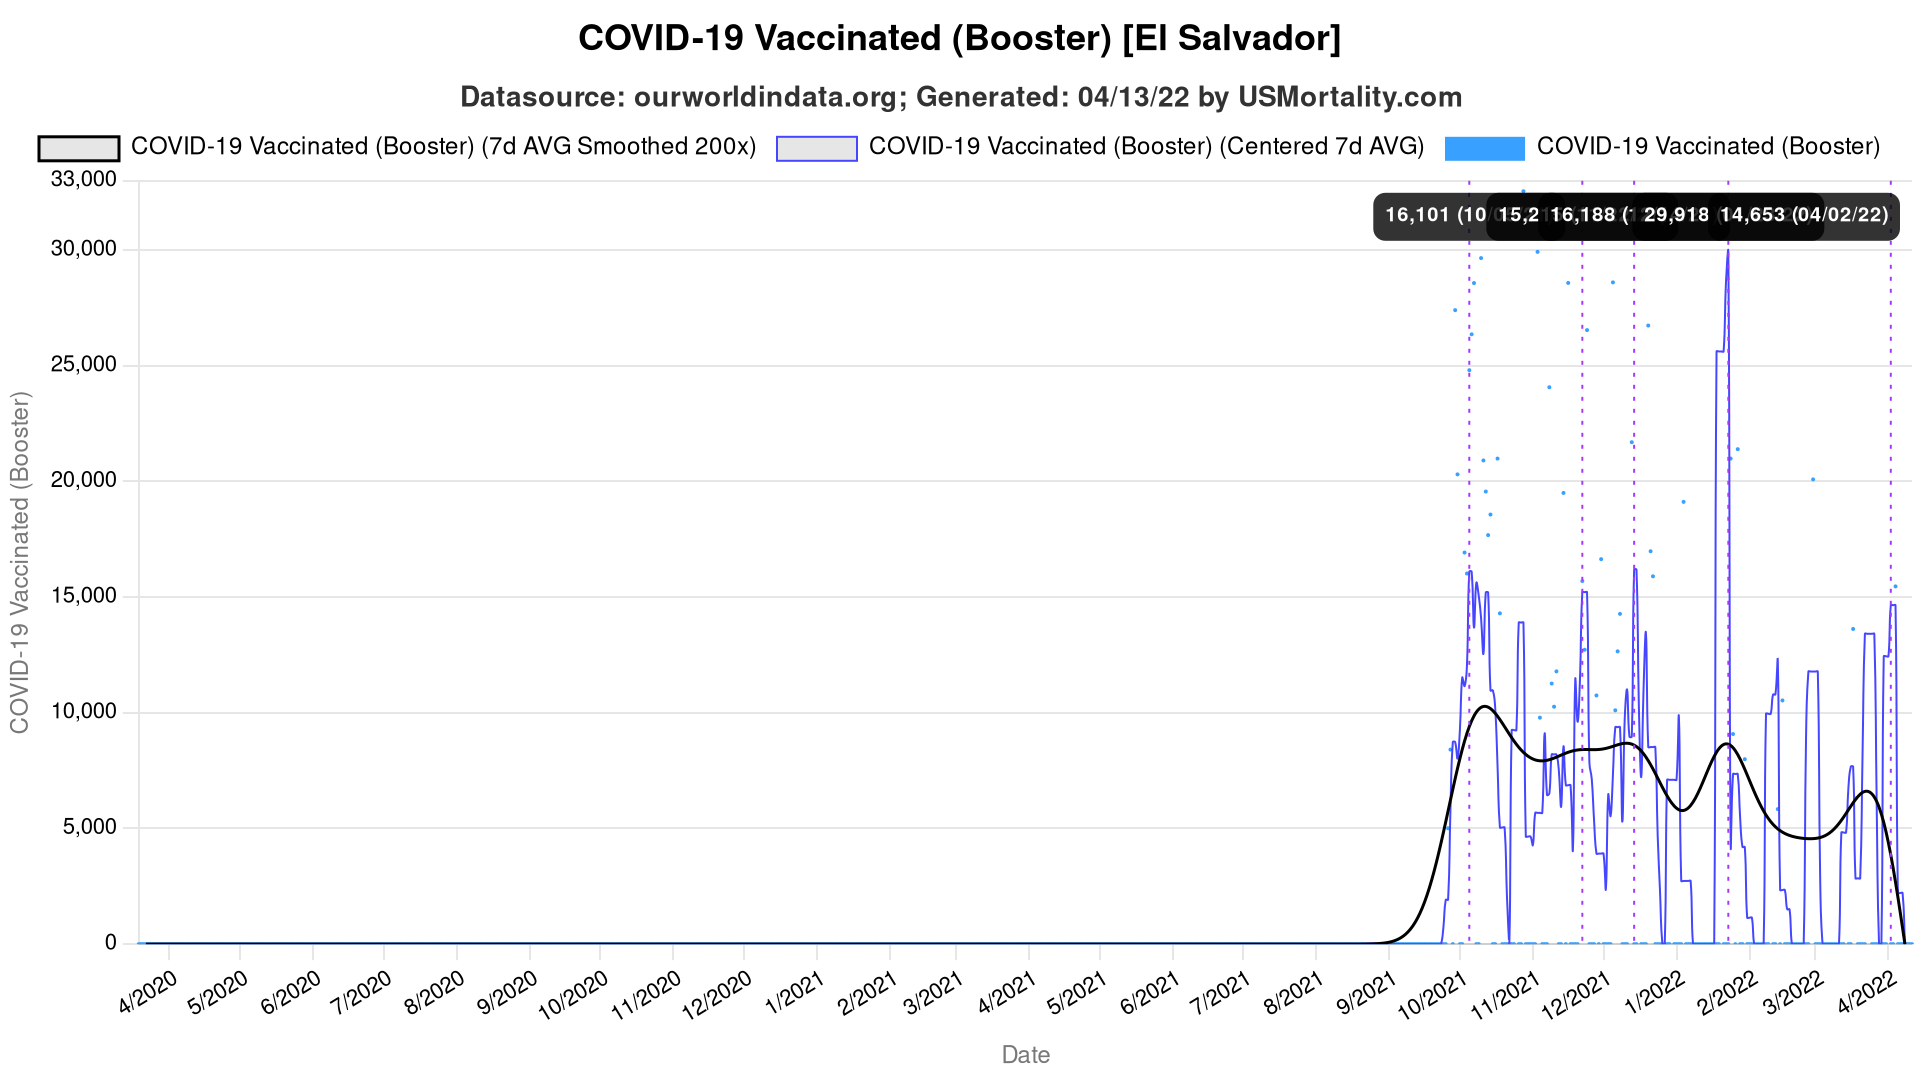 COVID-19 Vaccinated (Booster) [El Salvador]
Datasource: ourworldindata.org; Generated: 04/13/22 by USMortality.com
COVID-19 Vaccinated (Booster) (7d AVG Smoothed 200x) COVID-19 Vaccinated (Booster) (Centered 7d AVG) COVID-19 Vaccinated (Booster)
33,000
16,101 (10 15,21 16,188 ( 29,918 14,653 (04/02/22)
30,000
25,000
20,000
15,000
10,000
5,000
0
COVID-19 Vaccinated (Booster)
4/2020 5/2020 6/2020 7/2020 8/2020 9/2020 10/2020 11/2020 12/2020 1/2021 2/2021 3/2021 4/2021 5/2021 6/2021 7/2021 8/2021 9/2021 10/2021 11/2021 12/2021 1/2022 2/2022 3/2022 4/2022
Date